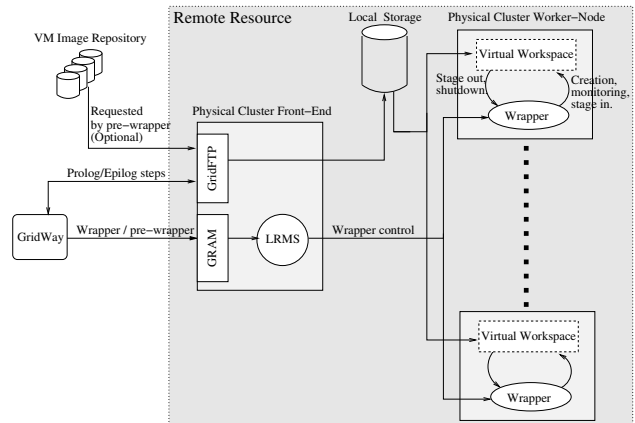 Remote Resource
Local Storage
Physical Cluster Worker−Node
VM Image Repository
Virtual Workspace
Stage out,
shutdown.
Creation,
monitoring,
stage in.
Wrapper
Requested
by pre−wrapper
(Optional)
Physical Cluster Front−End
GridFTP
Prolog/Epilog steps
GridWay
Wrapper / pre−wrapper
GRAM
LRMS
Wrapper control
Virtual Workspace
Wrapper